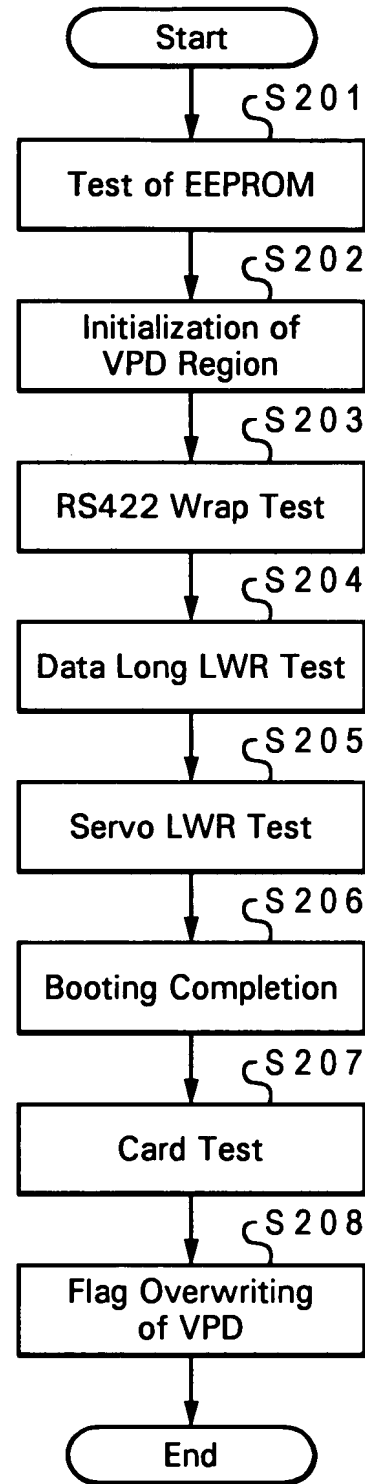 Start
S201
Test of EEPROM
S202
Initialization of
VPD Region
S203
RS422 Wrap Test
S204
Data Long LWR Test
S205
Servo LWR Test
S206
Booting Completion
S207
Card Test
S208
Flag Overwriting
of VPD
End